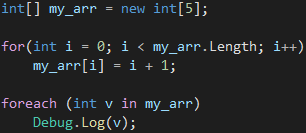 int[] my_arr = new int[5];
for(int i = 0; i < my_arr.Length; i++)
my_arr[i] = i + 1;
foreach (int v in my_arr)
Debug.Log(v);